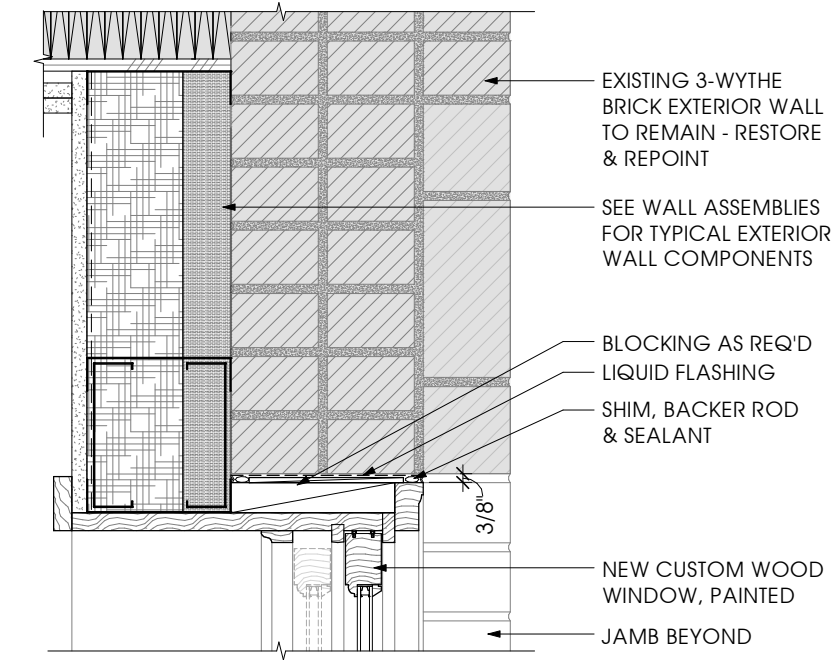 EXISTING 3-WYTHE
BRICK EXTERIOR WALL
TO REMAIN - RESTORE
& REPOINT
SEE WALL ASSEMBLIES
FOR TYPICAL EXTERIOR
WALL COMPONENTS
BLOCKING AS REQ'D
LIQUID FLASHING
SHIM, BACKER ROD
& SEALANT
3/8"
NEW CUSTOM WOOD
WINDOW, PAINTED
JAMB BEYOND